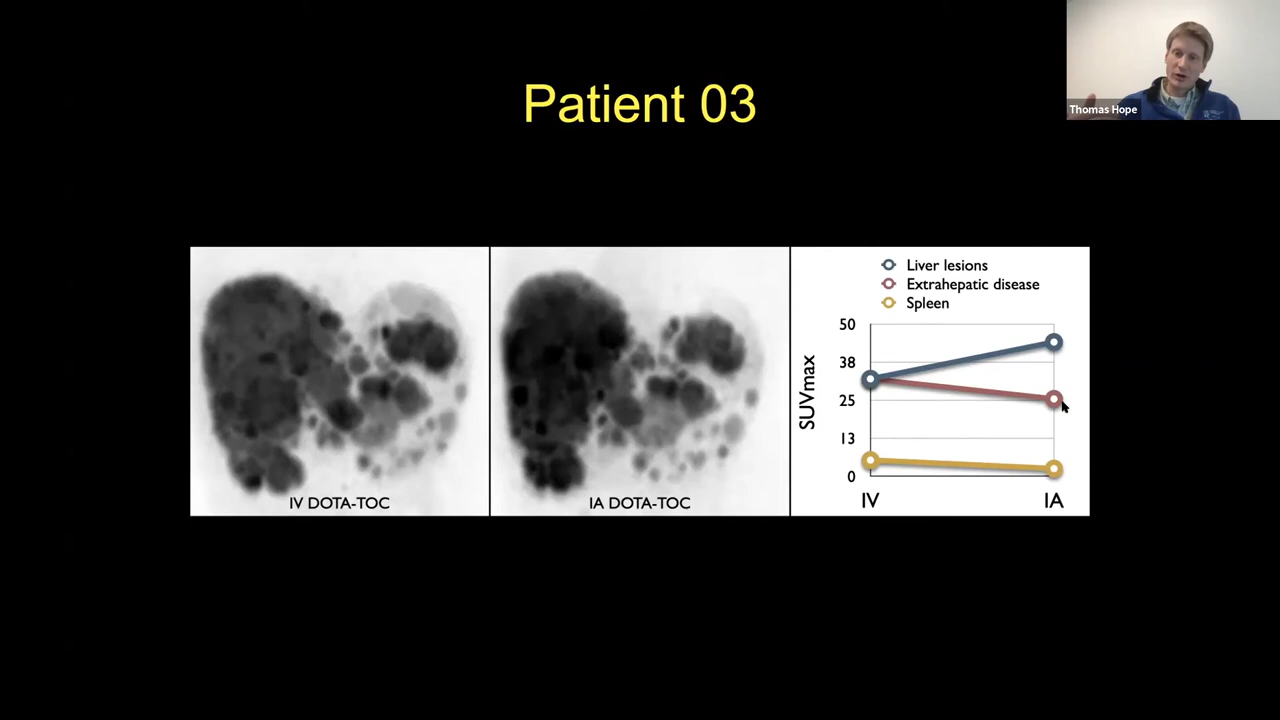 Thomas Hope
Patient 03
IV DOTA-TOC
IA DOTA-TOC
Liver lesions
Extrahepatic disease
Spleen
SUVmax
50
38
25
13
0
IV
IA